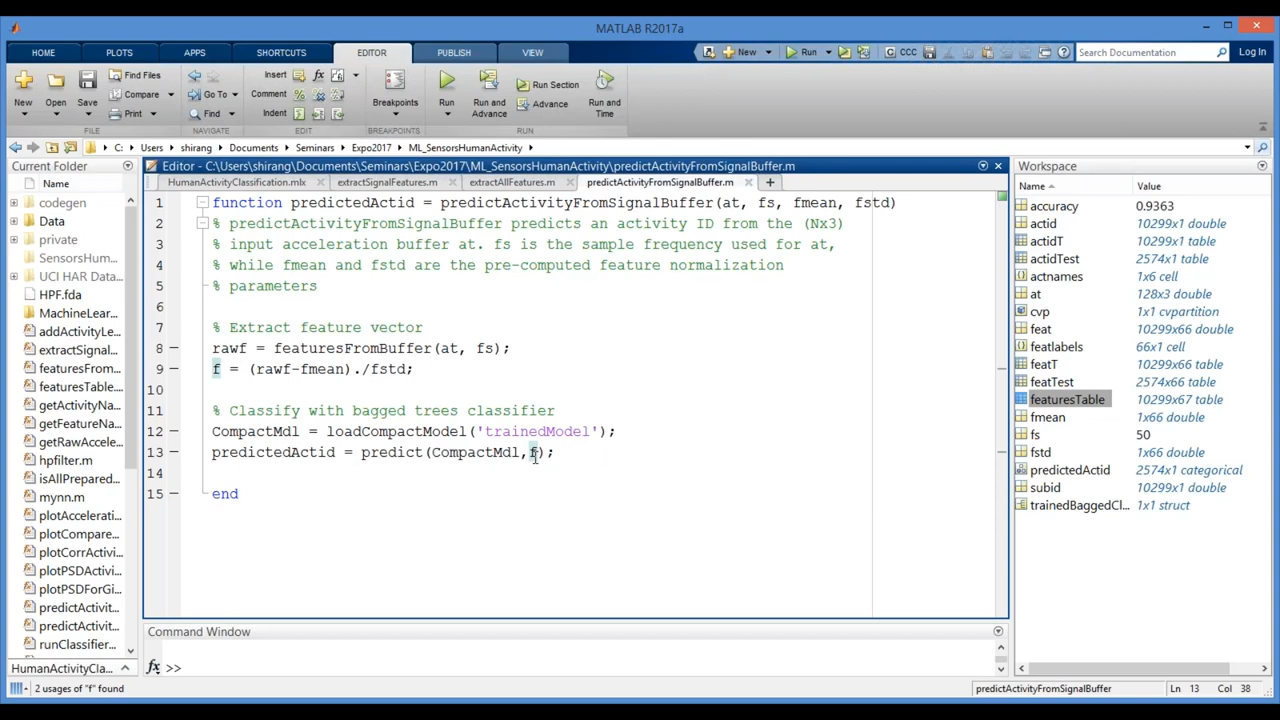 MATLAB R2017a
HOME PLOTS APPS SHORTCUTS EDITOR PUBLISH VIEW New Run CCC Search Documentation Log In
New Open Save Find Files Compare Print Go To Find Insert fx Comment Indent Breakpoints Run Run and Advance Run Section Advance Run and Time
FILE NAVIGATE EDIT BREAKPOINTS RUN
C: Users shirang Documents Seminars Expo2017 ML_SensorsHumanActivity
Current Folder
Name
codegen
Data
private
SensorsHum...
UCI HAR Data...
HPF.fda
MachineLear...
addActivityLe...
extractSignal...
featuresFrom...
featuresTable...
getActivityNa...
getFeatureNa...
getRawAccele...
hpfilter.m
isAllPrepared...
mynn.m
plotAccelerati...
plotCompare...
plotCorrActivi...
plotPSDActivi...
plotPSDForGi...
predictActivit...
predictActivit...
runClassifier...
HumanActivityCla...
Editor - C:\Users\shirang\Documents\Seminars\Expo2017\ML_SensorsHumanActivity\predictActivityFromSignalBuffer.m
HumanActivityClassification.mlx extractSignalFeatures.m extractAllFeatures.m predictActivityFromSignalBuffer.m
1 function predictedActid = predictActivityFromSignalBuffer(at, fs, fmean, fstd)
2 % predictActivityFromSignalBuffer predicts an activity ID from the (Nx3)
3 % input acceleration buffer at. fs is the sample frequency used for at,
4 % while fmean and fstd are the pre-computed feature normalization
5 % parameters
6
7 % Extract feature vector
8 rawf = featuresFromBuffer(at, fs);
9 f = (rawf-fmean)./fstd;
10
11 % Classify with bagged trees classifier
12 CompactMdl = loadCompactModel('trainedModel');
13 predictedActid = predict(CompactMdl,f);
14
15 end
Command Window
fx >>
Workspace
Name Value
accuracy 0.9363
actid 10299x1 double
actidT 10299x1 table
actidTest 2574x1 table
actnames 1x6 cell
at 128x3 double
cvp 1x1 cvpartition
feat 10299x66 double
featlabels 66x1 cell
featT 10299x66 table
featTest 2574x66 table
featuresTable 10299x67 table
fmean 1x66 double
fs 50
fstd 1x66 double
predictedActid 2574x1 categorical
subid 10299x1 double
trainedBaggedCl... 1x1 struct
2 usages of "f" found predictActivityFromSignalBuffer Ln 13 Col 38